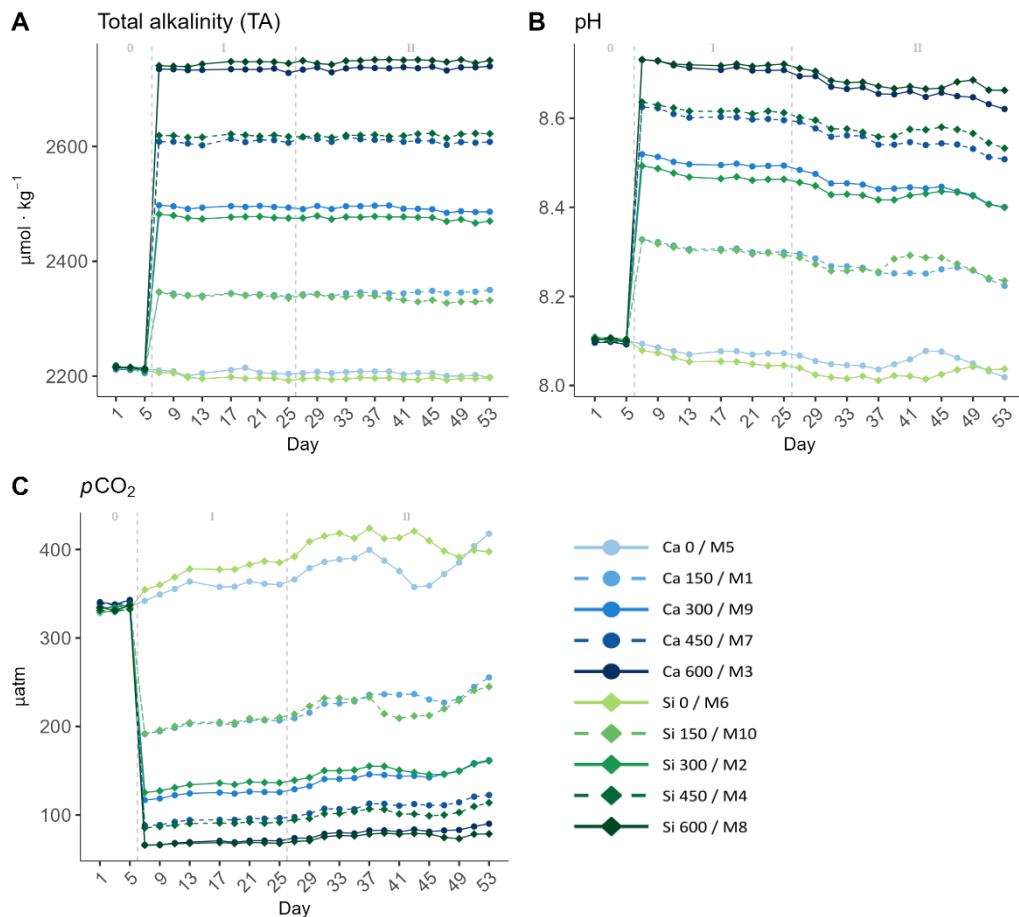 A
Total alkalinity (TA)
0 I II
µmol · kg⁻¹
2600
2400
2200
1 5 9 13 17 21 25 29 33 37 41 45 49 53
Day
B
pH
0 I II
8.6
8.4
8.2
8.0
1 5 9 13 17 21 25 29 33 37 41 45 49 53
Day
C
pCO₂
0 I II
µatm
400
300
200
100
1 5 9 13 17 21 25 29 33 37 41 45 49 53
Day
Ca 0 / M5
Ca 150 / M1
Ca 300 / M9
Ca 450 / M7
Ca 600 / M3
Si 0 / M6
Si 150 / M10
Si 300 / M2
Si 450 / M4
Si 600 / M8